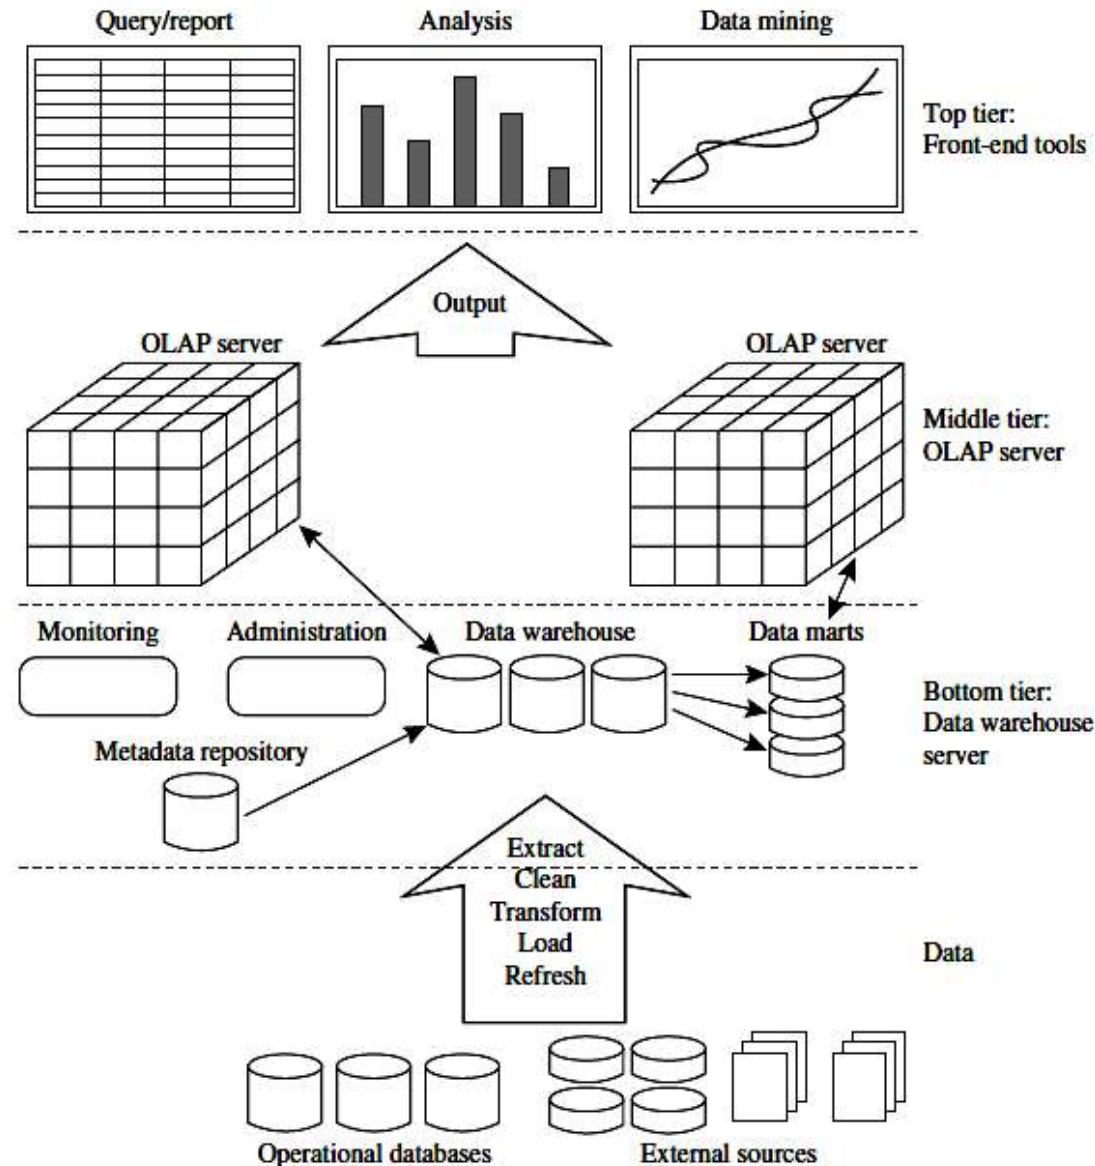 Query/report
Analysis
Data mining
Top tier:
Front-end tools
Output
OLAP server
OLAP server
Middle tier:
OLAP server
Monitoring
Administration
Data warehouse
Data marts
Bottom tier:
Data warehouse
server
Metadata repository
Extract
Clean
Transform
Load
Refresh
Data
Operational databases
External sources